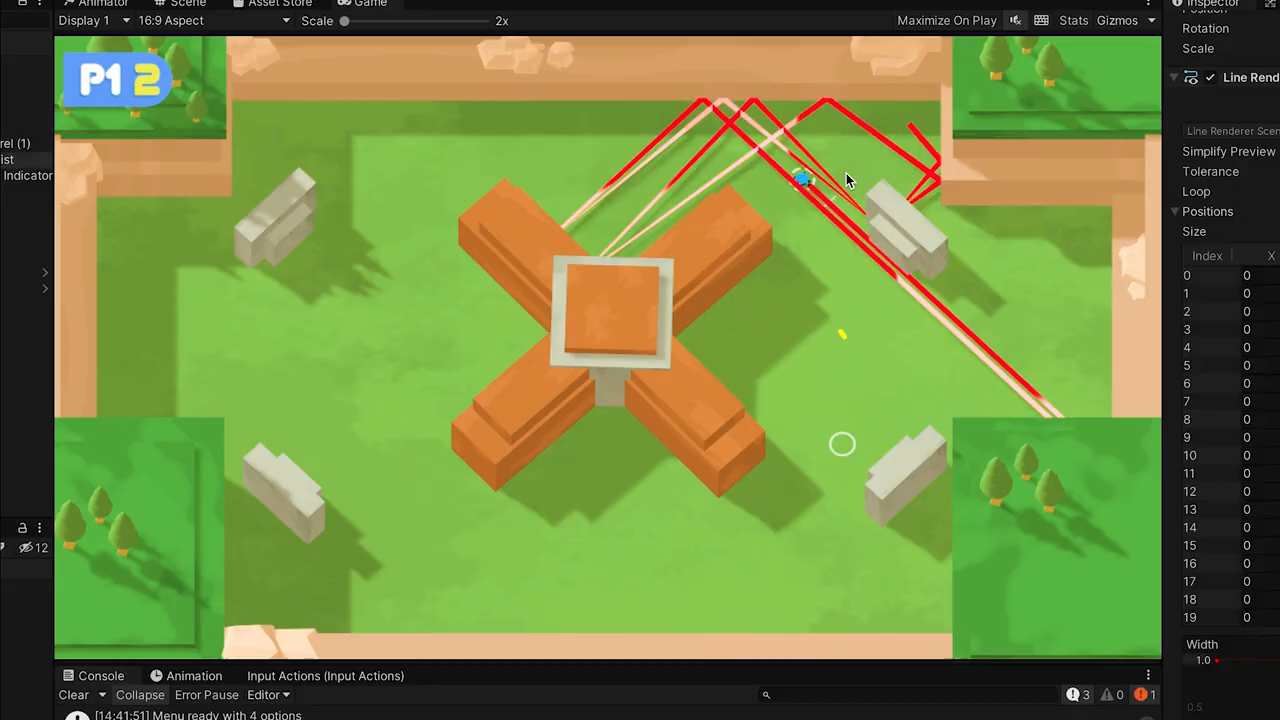 Animator Scene Asset Store Game
Display 1 16:9 Aspect Scale 2x Maximize On Play Stats Gizmos
P1 2
rel (1)
ist
Indicator
12
Inspector
Position
Rotation
Scale
Line Rend
Line Renderer Scen
Simplify Preview
Tolerance
Loop
Positions
Size
Index X
0 0
1 0
2 0
3 0
4 0
5 0
6 0
7 0
8 0
9 0
10 0
11 0
12 0
13 0
14 0
15 0
16 0
17 0
18 0
19 0
Width
1.0
0.5
Console Animation Input Actions (Input Actions)
Clear Collapse Error Pause Editor 3 0 1
[14:41:51] Menu ready with 4 options